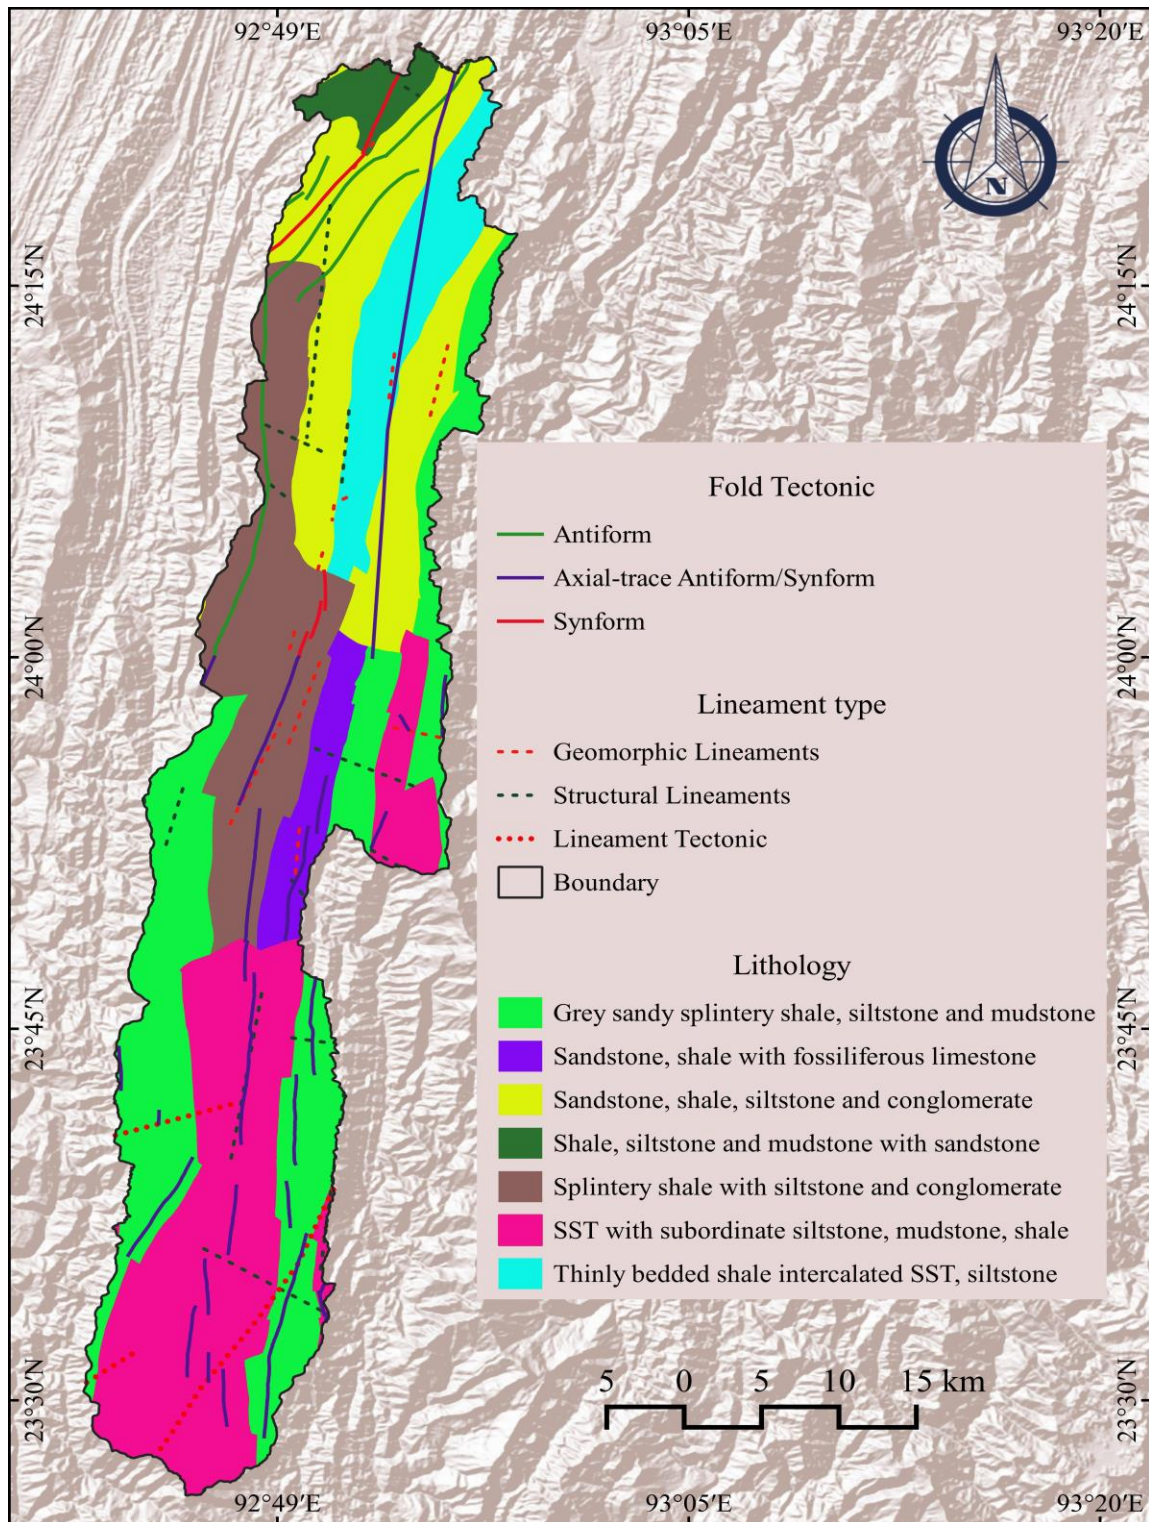 92°49′E 93°05′E 93°20′E
N
24°15′N 24°15′N
Fold Tectonic
Antiform
Axial-trace Antiform/Synform
Synform
24°00′N 24°00′N
Lineament type
Geomorphic Lineaments
Structural Lineaments
Lineament Tectonic
Boundary
Lithology
Grey sandy splintery shale, siltstone and mudstone
23°45′N 23°45′N
Sandstone, shale with fossiliferous limestone
Sandstone, shale, siltstone and conglomerate
Shale, siltstone and mudstone with sandstone
Splintery shale with siltstone and conglomerate
SST with subordinate siltstone, mudstone, shale
Thinly bedded shale intercalated SST, siltstone
5 0 5 10 15 km
23°30′N 23°30′N
92°49′E 93°05′E 93°20′E